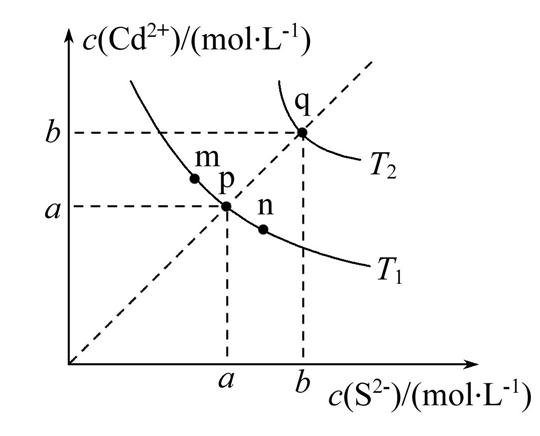 c(Cd²⁺)/(mol·L⁻¹)
q
b
T₂
m
p
n
a
T₁
a
b
c(S²⁻)/(mol·L⁻¹)